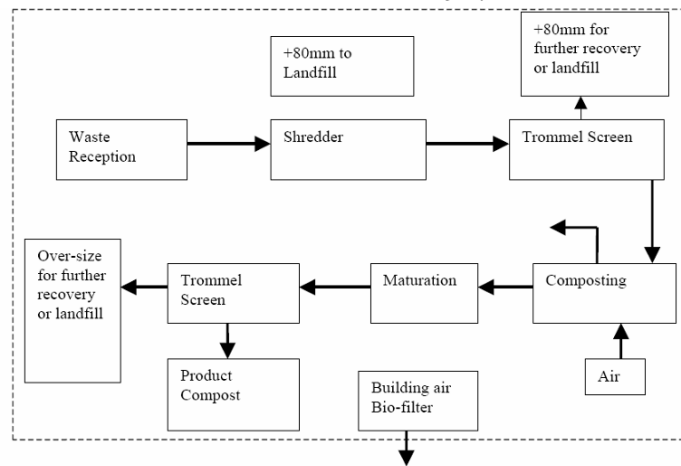 +80mm to
Landfill
+80mm for
further recovery
or landfill
Waste
Reception
Shredder
Trommel Screen
Over-size
for further
recovery
or landfill
Trommel
Screen
Maturation
Composting
Product
Compost
Building air
Bio-filter
Air